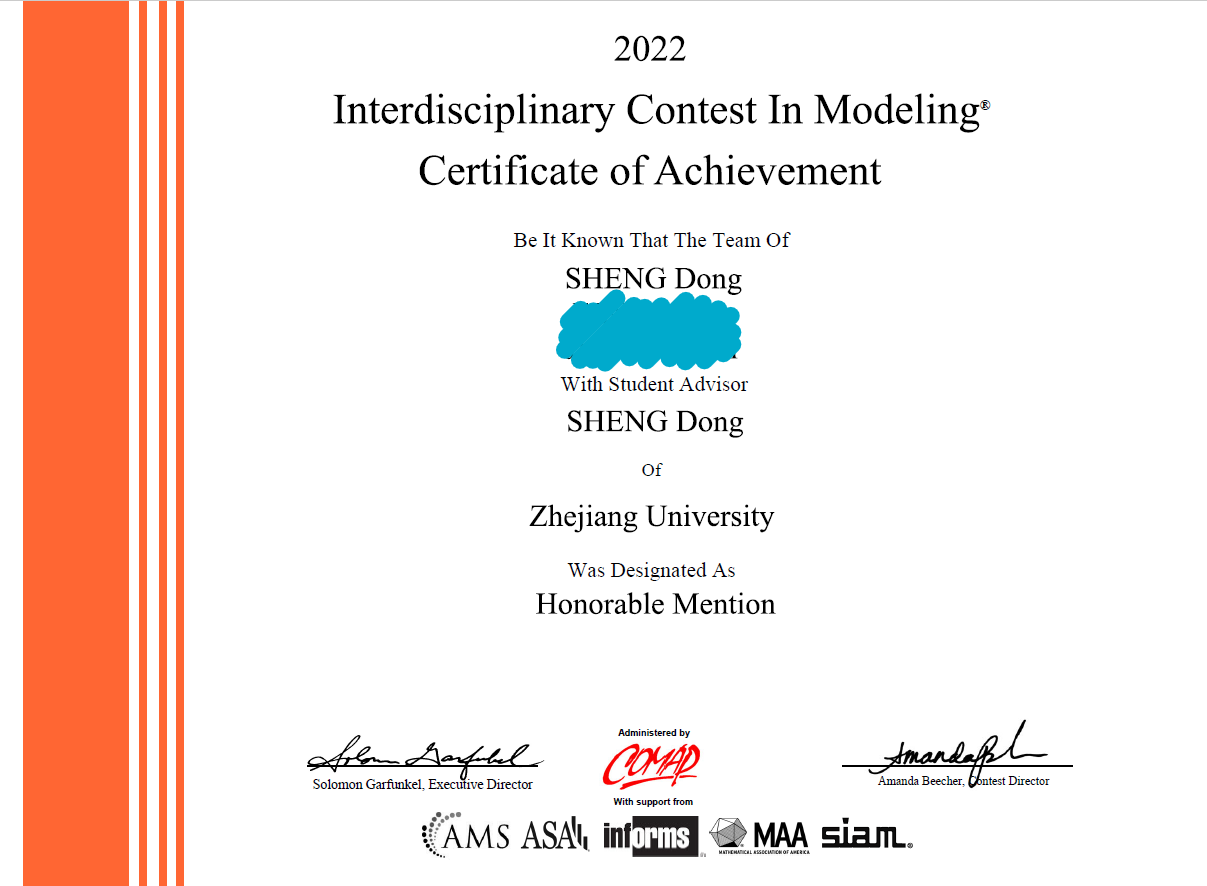 2022
Interdisciplinary Contest In Modeling®
Certificate of Achievement
Be It Known That The Team Of
SHENG Dong
With Student Advisor
SHENG Dong
Of
Zhejiang University
Was Designated As
Honorable Mention
Solomon Garfunkel
Solomon Garfunkel, Executive Director
Administered by
COMAP
With support from
Amanda Beecher, Contest Director
AMS ASA informs MAA siam®
MATHEMATICAL ASSOCIATION OF AMERICA